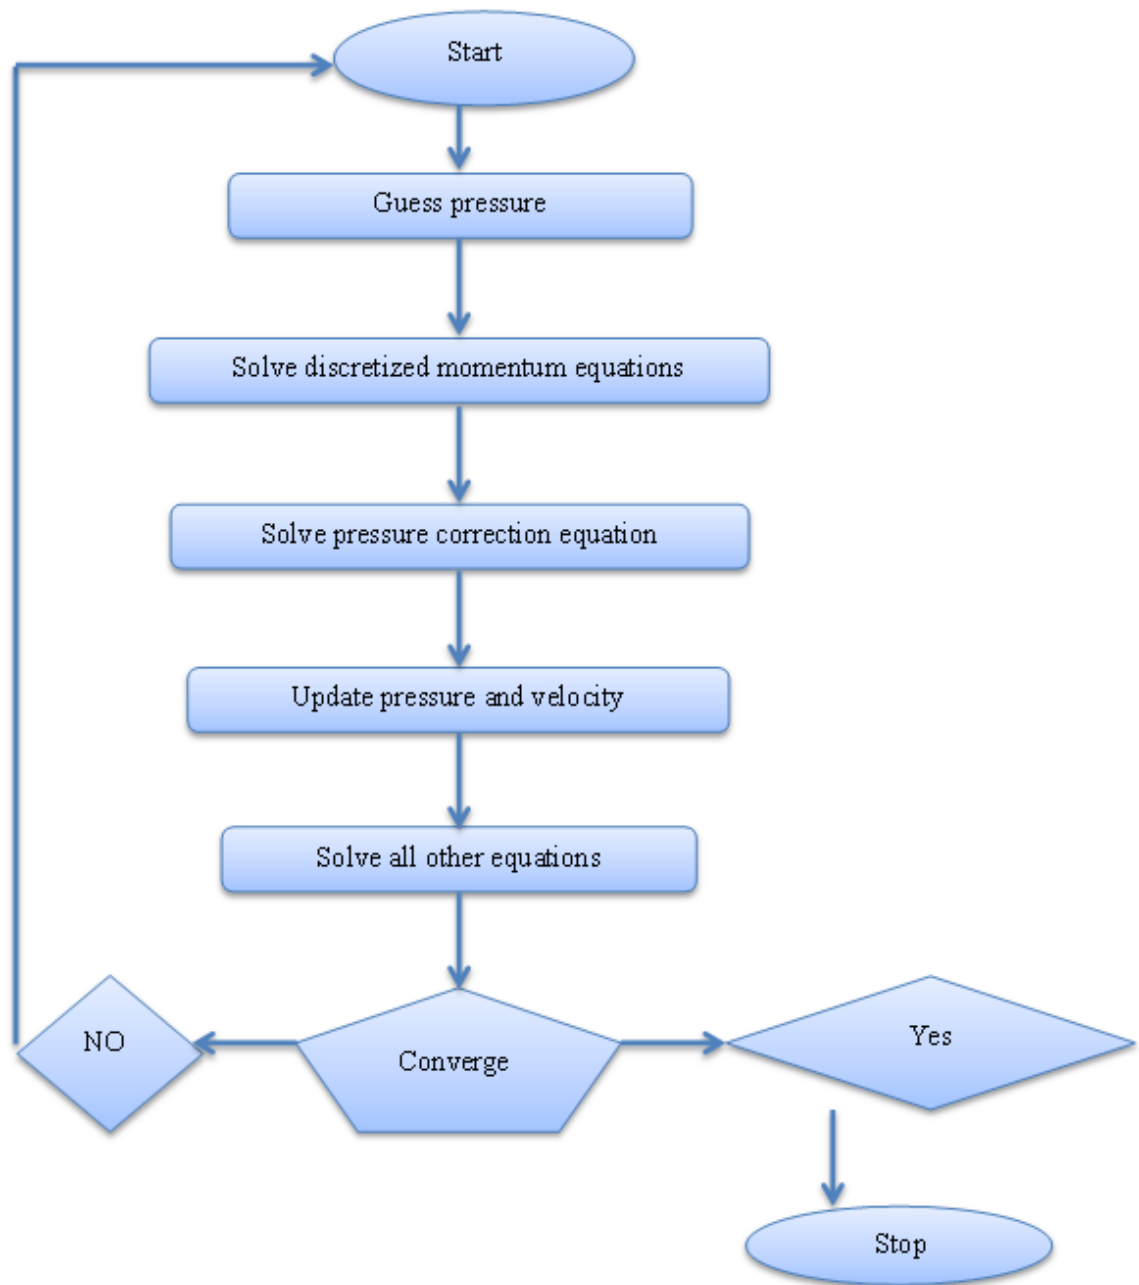 Start
Guess pressure
Solve discretized momentum equations
Solve pressure correction equation
Update pressure and velocity
Solve all other equations
NO
Converge
Yes
Stop